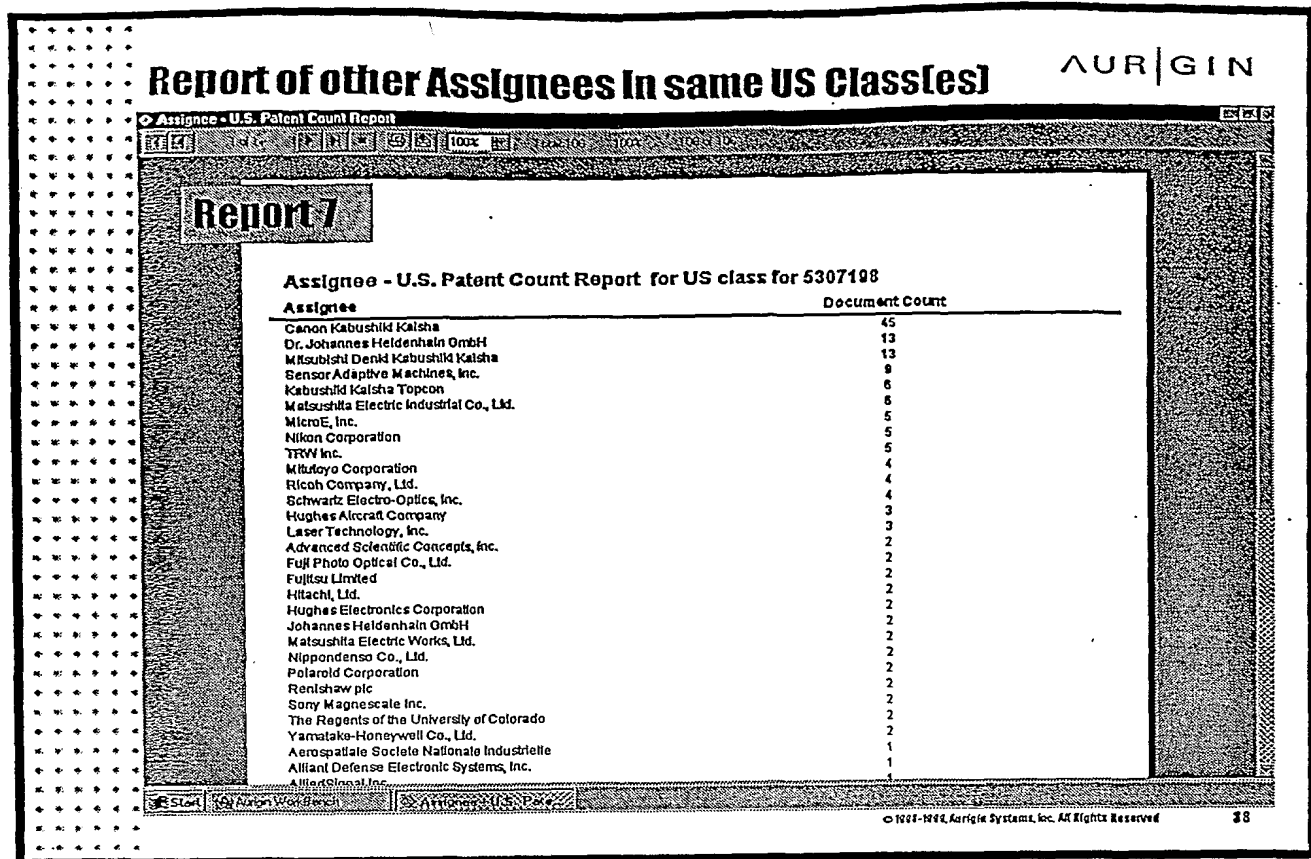 Report of other Assignees in same US Class(es)
AUR|GIN
Assignee - U.S. Patent Count Report
100%
Report 7
Assignee - U.S. Patent Count Report for US class for 5307198
Assignee Document Count
Canon Kabushiki Kaisha 45
Dr. Johannes Heidenhain GmbH 13
Mitsubishi Denki Kabushiki Kaisha 13
Sensor Adaptive Machines, Inc. 9
Kabushiki Kaisha Topcon 6
Matsushita Electric Industrial Co., Ltd. 6
MicroE, Inc. 5
Nikon Corporation 5
TRW Inc. 5
Mitutoyo Corporation 4
Ricoh Company, Ltd. 4
Schwartz Electro-Optics, Inc. 4
Hughes Aircraft Company 3
Laser Technology, Inc. 3
Advanced Scientific Concepts, Inc. 2
Fuji Photo Optical Co., Ltd. 2
Fujitsu Limited 2
Hitachi, Ltd. 2
Hughes Electronics Corporation 2
Johannes Heidenhain GmbH 2
Matsushita Electric Works, Ltd. 2
Nippondenso Co., Ltd. 2
Polaroid Corporation 2
Renishaw plc 2
Sony Magnescale Inc. 2
The Regents of the University of Colorado 2
Yamatake-Honeywell Co., Ltd. 2
Aerospatiale Societe Nationale Industrielle 1
Alliant Defense Electronic Systems, Inc. 1
AlliedSignal Inc. 1
Start Aurigin Workbench Assignee - U.S. Pate...
Aurigin Systems, Inc. All Rights Reserved
38